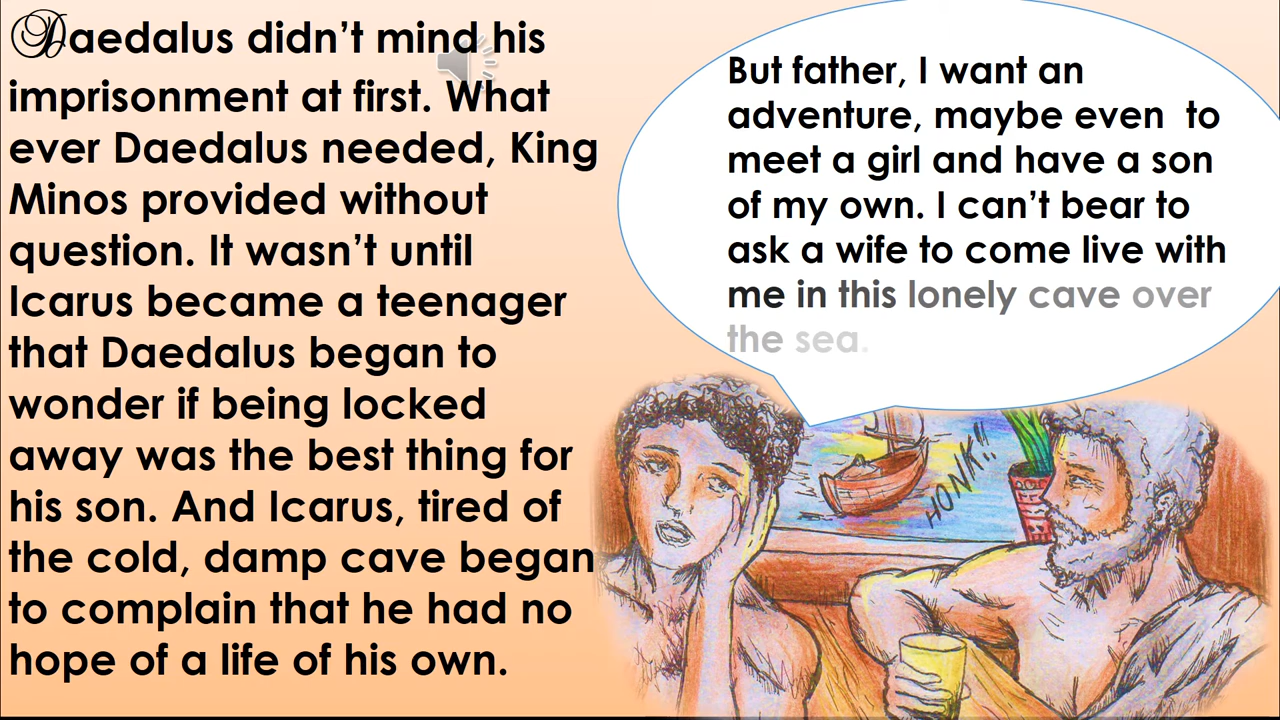 Daedalus didn’t mind his
imprisonment at first. What
ever Daedalus needed, King
Minos provided without
question. It wasn’t until
Icarus became a teenager
that Daedalus began to
wonder if being locked
away was the best thing for
his son. And Icarus, tired of
the cold, damp cave began
to complain that he had no
hope of a life of his own.
But father, I want an
adventure, maybe even to
meet a girl and have a son
of my own. I can’t bear to
ask a wife to come live with
me in this lonely cave over
the sea.
HONK!!